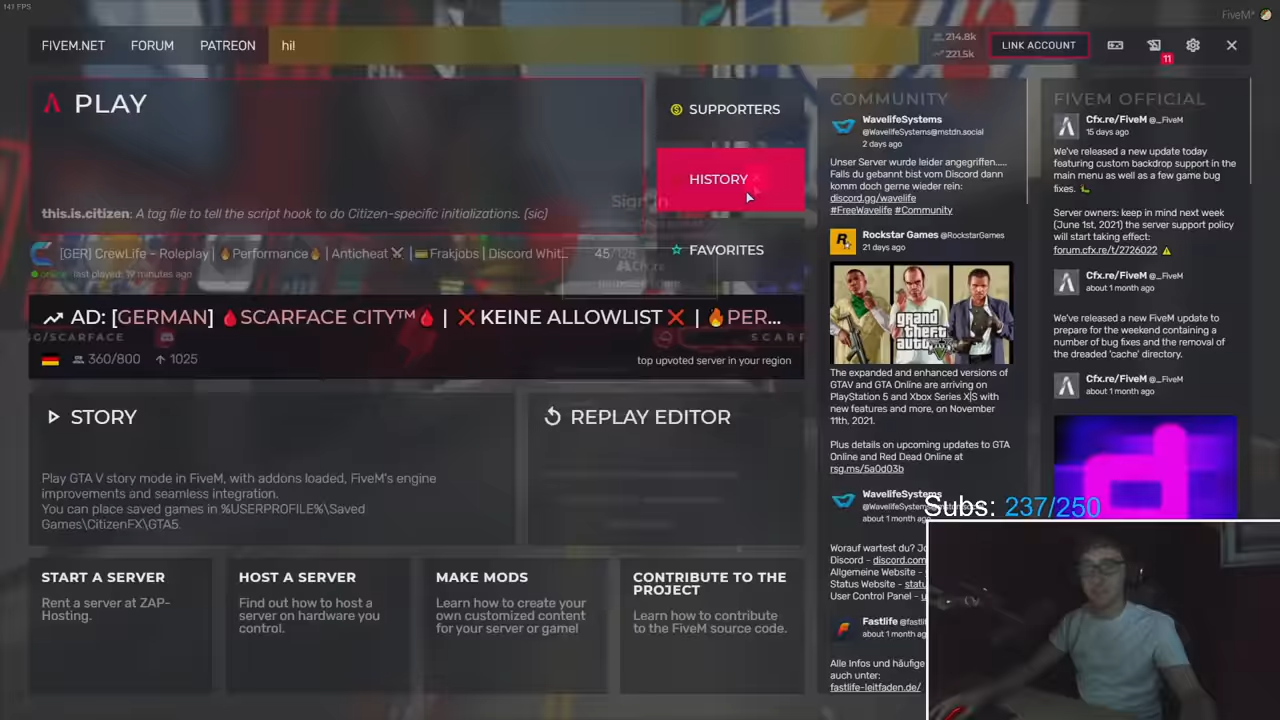 141 FPS
FiveM*
FIVEM.NET
FORUM
PATREON
hil
214.8k
221.5k
LINK ACCOUNT
11
PLAY
this.is.citizen: A tag file to tell the script hook to do Citizen-specific initializations. (sic)
SUPPORTERS
HISTORY
FAVORITES
[GER] CrewLife - Roleplay | 🔥Performance🔥 | Anticheat ⚔ | 💳Frakjobs | Discord Whit...
45/128
online last played: 19 minutes ago
AD: [GERMAN] 🩸SCARFACE CITY™🩸 | ❌ KEINE ALLOWLIST ❌ | 🔥PER...
360/800
1025
top upvoted server in your region
STORY
Play GTA V story mode in FiveM, with addons loaded, FiveM's engine
improvements and seamless integration.
You can place saved games in %USERPROFILE%\Saved
Games\CitizenFX\GTA5.
REPLAY EDITOR
START A SERVER
Rent a server at ZAP-
Hosting.
HOST A SERVER
Find out how to host a
server on hardware you
control.
MAKE MODS
Learn how to create your
own customized content
for your server or game!
CONTRIBUTE TO THE
PROJECT
Learn how to contribute
to the FiveM source code.
COMMUNITY
WavelifeSystems
@WavelifeSystems@mstdn.social
2 days ago
Unser Server wurde leider angegriffen.....
Falls du gebannt bist vom Discord dann
komm doch gerne wieder rein:
discord.gg/wavelife
#FreeWavelife #Community
Rockstar Games @RockstarGames
21 days ago
grand
theft
auto
The expanded and enhanced versions of
GTAV and GTA Online are arriving on
PlayStation 5 and Xbox Series X|S with
new features and more, on November
11th, 2021.
Plus details on upcoming updates to GTA
Online and Red Dead Online at
rsg.ms/5a0d03b
WavelifeSystems
about 1 month ago
Worauf wartest du?
Discord - discord.com
Allgemeine Website -
Status Website -
User Control Panel -
Fastlife
about 1 month
Alle Infos und häufige
auch unter:
fastlife-leitfaden.de/
FIVEM OFFICIAL
Cfx.re/FiveM @_FiveM
15 days ago
We've released a new update today
featuring custom backdrop support in the
main menu as well as a few game bug
fixes. 🐛
Server owners: keep in mind next week
(June 1st, 2021) the server support policy
will start taking effect:
forum.cfx.re/t/2726022 ⚠
Cfx.re/FiveM @_FiveM
about 1 month ago
We've released a new FiveM update to
prepare for the weekend containing a
number of bug fixes and the removal of
the dreaded 'cache' directory.
Cfx.re/FiveM @_FiveM
about 1 month ago
Subs: 237/250